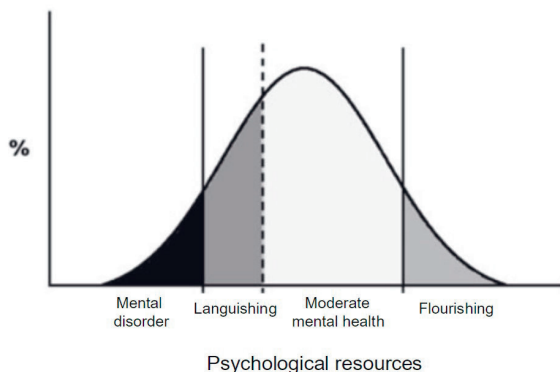 %
Mental
disorder
Languishing
Moderate
mental health
Flourishing
Psychological resources